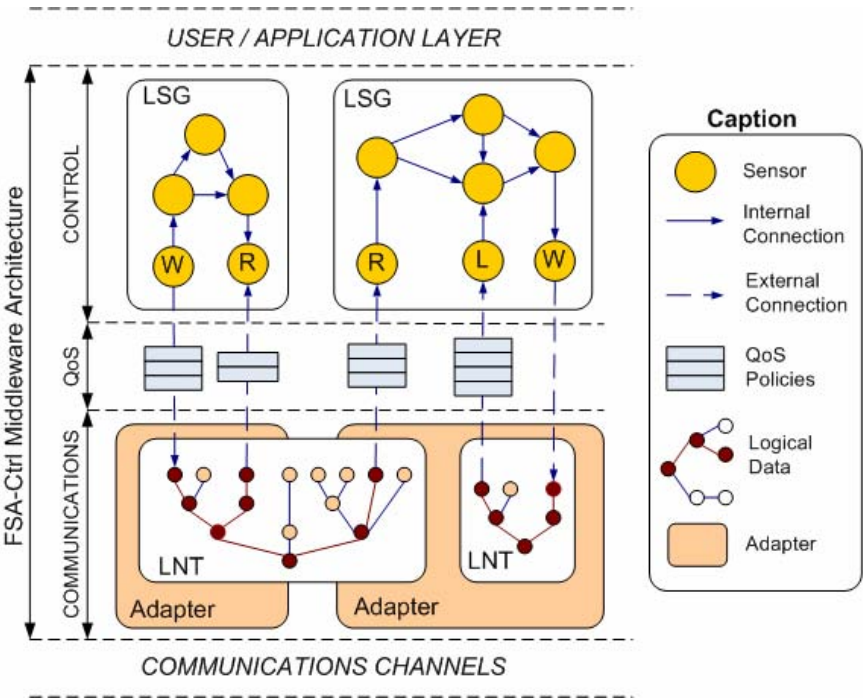 USER / APPLICATION LAYER
FSA-Ctrl Middleware Architecture
CONTROL
LSG
W
R
LSG
R
L
W
QoS
COMMUNICATIONS
LNT
LNT
Adapter
Adapter
COMMUNICATIONS CHANNELS
Caption
Sensor
Internal
Connection
External
Connection
QoS
Policies
Logical
Data
Adapter